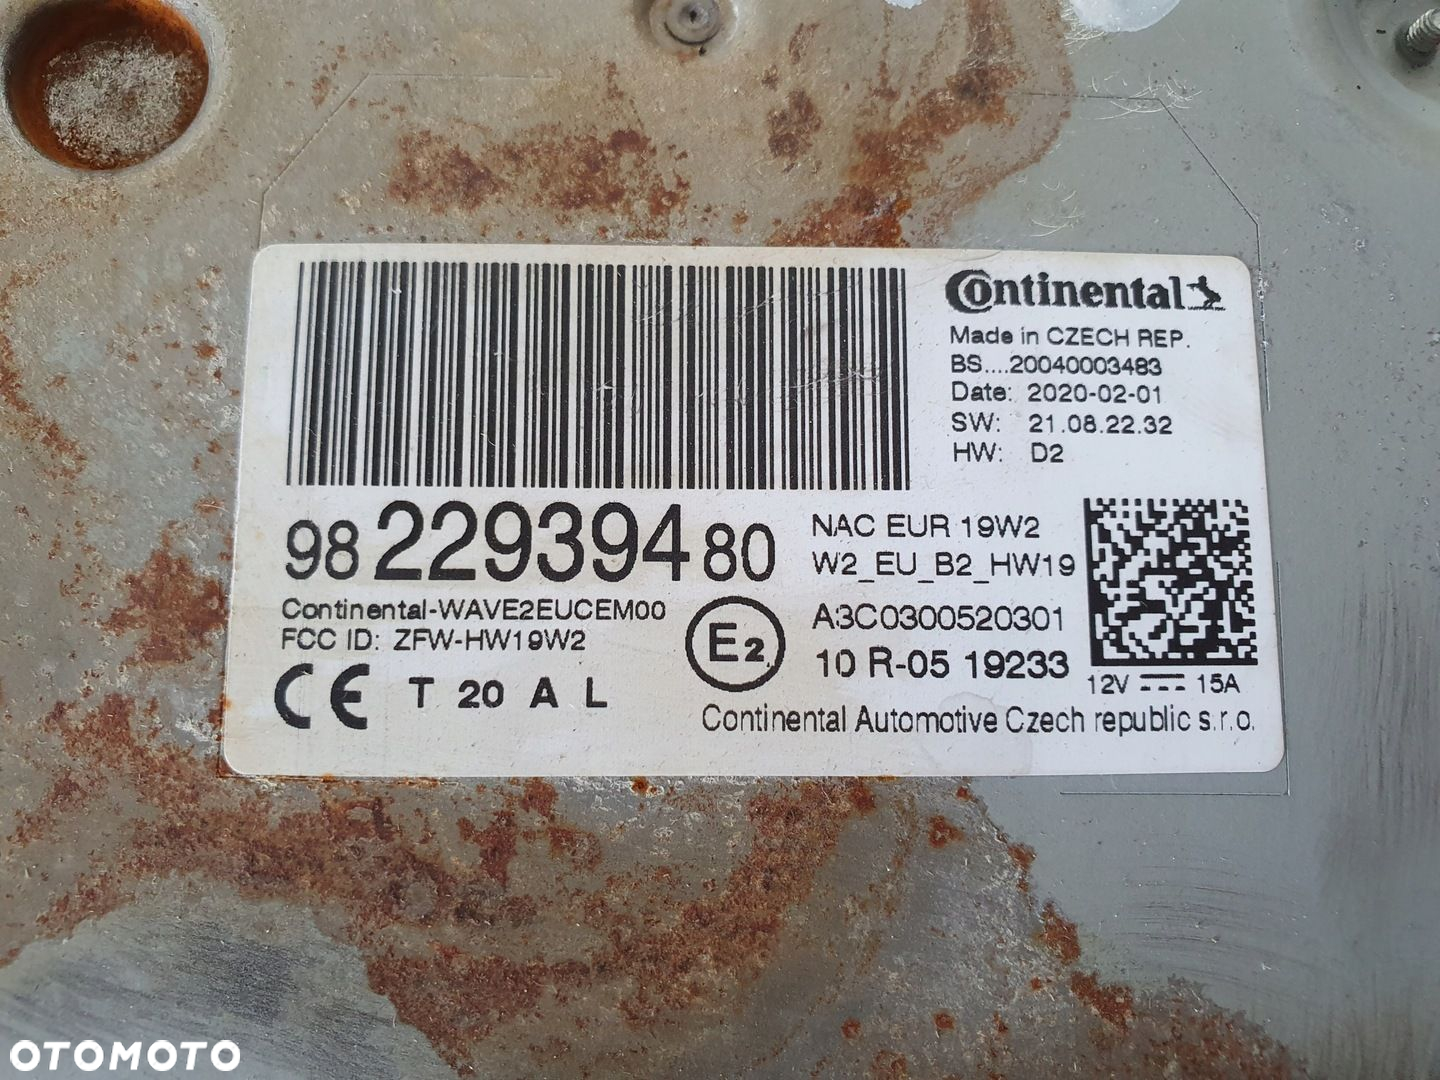 Continental
Made in CZECH REP.
BS....20040003483
Date: 2020-02-01
SW: 21.08.22.32
HW: D2
98 229394 80
NAC EUR 19W2
W2_EU_B2_HW19
Continental-WAVE2EUCEM00
FCC ID: ZFW-HW19W2
E2
A3C0300520301
10 R-05 19233
12V 15A
CE T 20 A L
Continental Automotive Czech republic s.r.o.
OTOMOTO